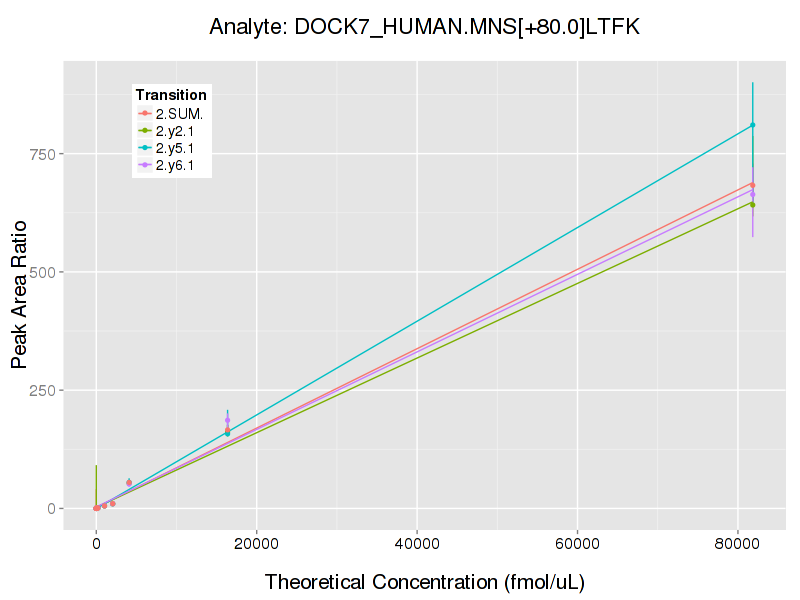 Analyte: DOCK7_HUMAN.MNS[+80.0]LTFK
Transition
2.SUM.
2.y2.1
2.y5.1
2.y6.1
Peak Area Ratio
750
500
250
0
0
20000
40000
60000
80000
Theoretical Concentration (fmol/uL)